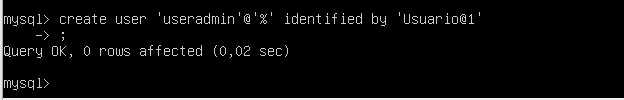 mysql> create user 'useradmin'@'%' identified by 'Usuario@1'
    -> ;
Query OK, 0 rows affected (0,02 sec)
mysql>